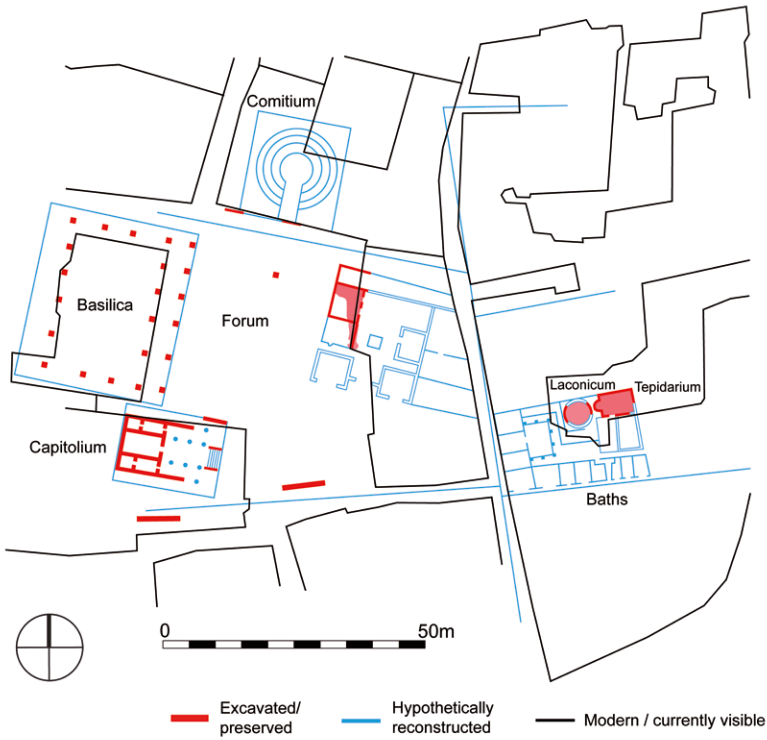 Comitium
Basilica
Forum
Laconicum
Tepidarium
Capitolium
Baths
0
50m
Excavated/
preserved
Hypothetically
reconstructed
Modern / currently visible